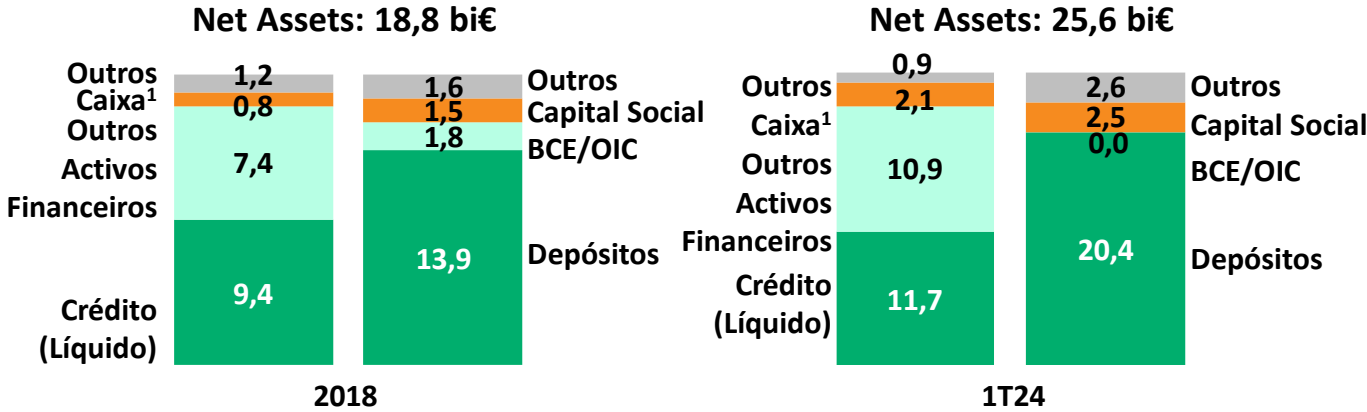 Net Assets: 18,8 bi€
Outros
Caixa¹
Outros
Activos
Financeiros
Crédito
(Líquido)
1,2
0,8
7,4
9,4
1,6
1,5
1,8
13,9
Outros
Capital Social
BCE/OIC
Depósitos
2018
Net Assets: 25,6 bi€
Outros
Caixa¹
Outros
Activos
Financeiros
Crédito
(Líquido)
0,9
2,1
10,9
11,7
2,6
2,5
0,0
20,4
Outros
Capital Social
BCE/OIC
Depósitos
1T24